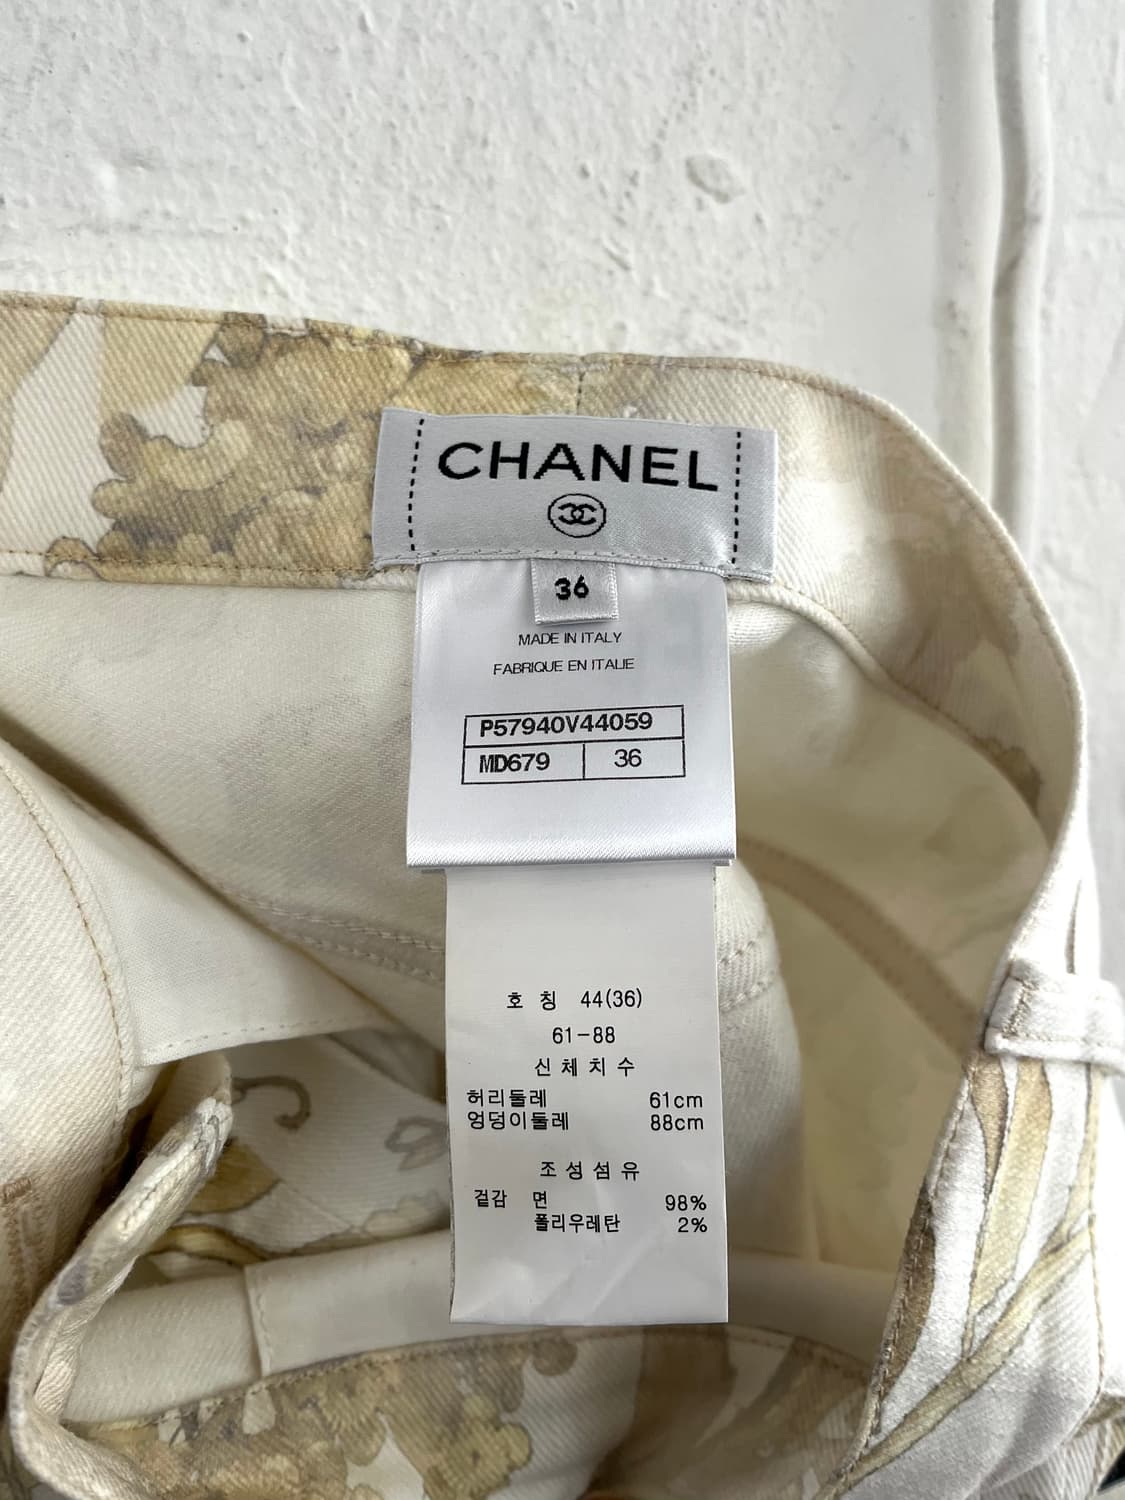 CHANEL
36
MADE IN ITALY
FABRIQUE EN ITALIE
P57940V44059
MD679 36
호 칭 44(36)
61-88
신 체 치 수
허리둘레 61cm
엉덩이둘레 88cm
조 성 섬 유
겉감 면 98%
폴리우레탄 2%